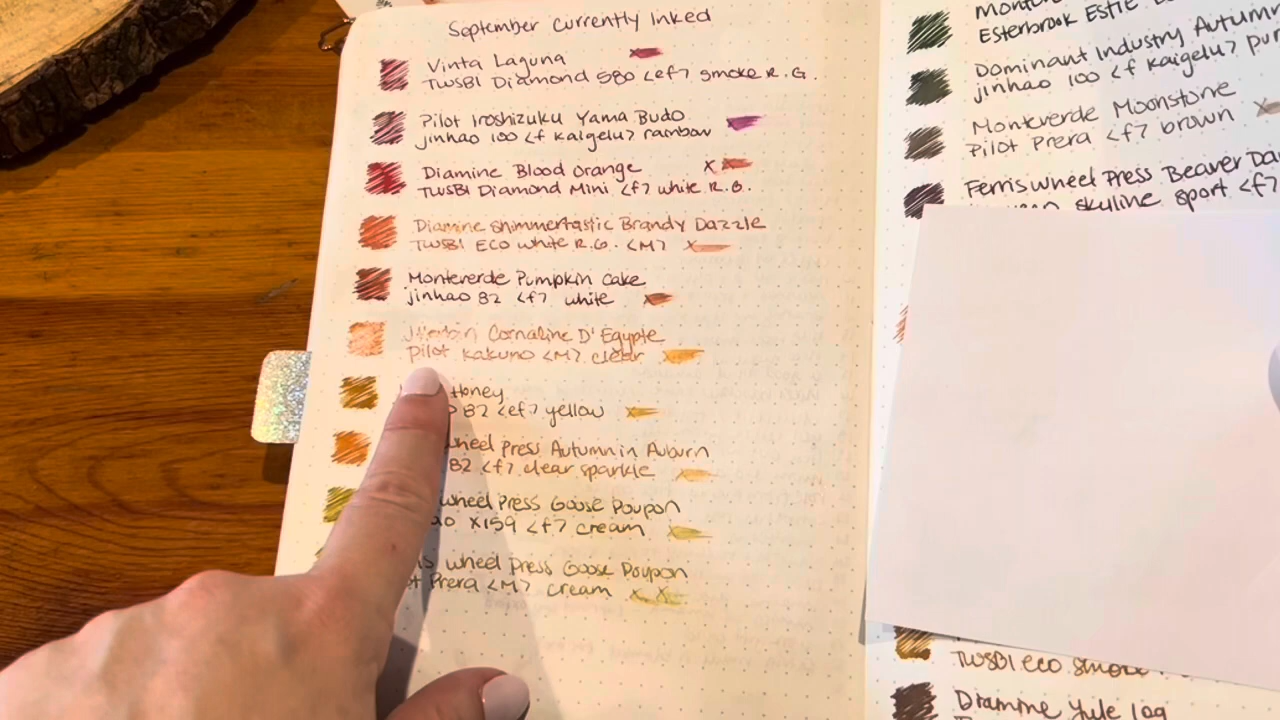 September Currently Inked
Vinta Laguna
TWSBI Diamond 580 <ef> smoke R.G.
Pilot Iroshizuku Yama Budo
jinhao 100 <f kaigelu> rainbow
Diamine Blood orange
TWSBI Diamond Mini <f> white R.G.
Diamine Shimmertastic Brandy Dazzle
TWSBI ECO white R.G. <M>
Monteverde Pumpkin Cake
jinhao 82 <f> white
J Herbin Cornaline D'Egypte
pilot kakuno <M> clear
Honey
82 <ef> yellow
wheel Press Autumn in Auburn
82 <f> clear sparkle
wheel Press Goose Poupon
X159 <f> cream
wheel press Goose Poupon
Prera <M> cream
Esterbrook Estie
Dominant Industry Autumn
jinhao 100 <f kaigelu>
Monteverde Moonstone
Pilot Prera <f> brown
Ferris wheel Press Beaver
skyline sport <f>
TWSBI eco smoke
Diamine Yule log